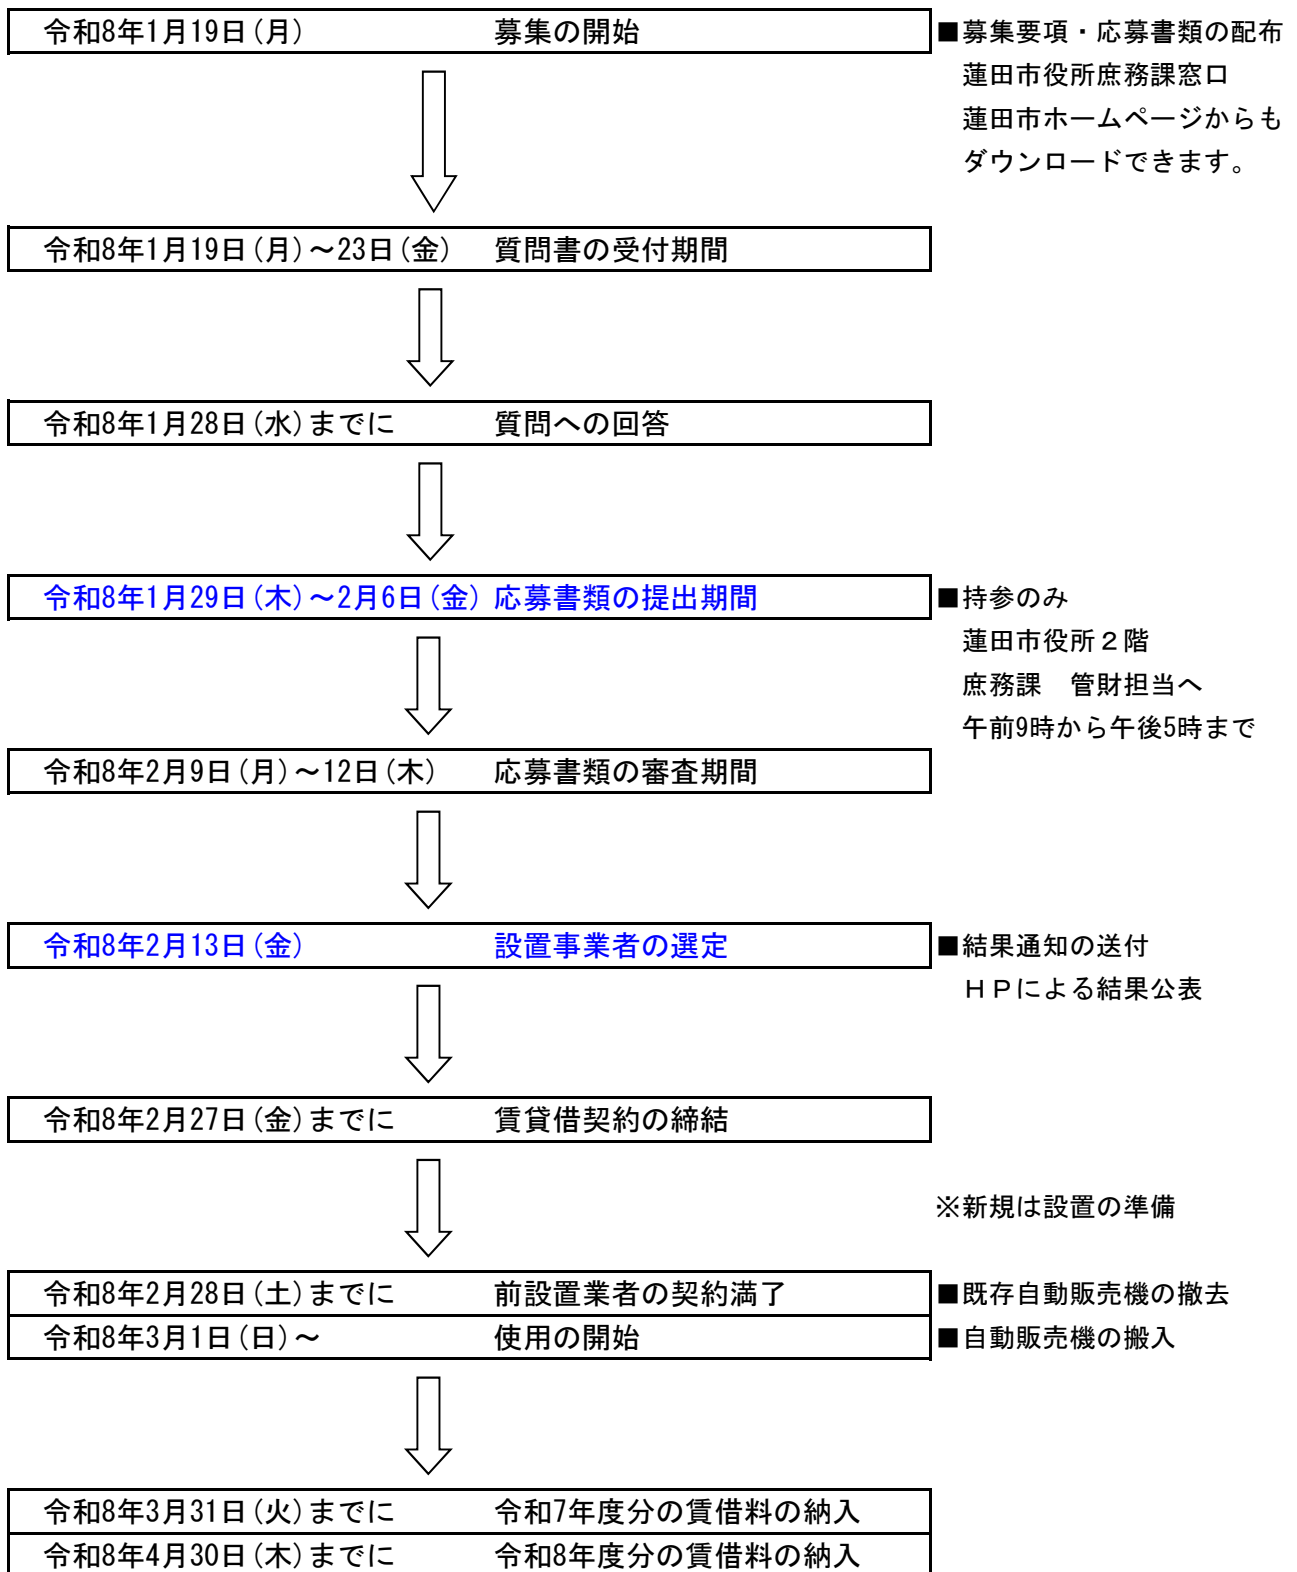 令和8年1月19日(月) 募集の開始 ■募集要項・応募書類の配布
蓮田市役所庶務課窓口
蓮田市ホームページからも
ダウンロードできます。
令和8年1月19日(月)～23日(金) 質問書の受付期間
令和8年1月28日(水)までに 質問への回答
令和8年1月29日(木)～2月6日(金) 応募書類の提出期間 ■持参のみ
蓮田市役所２階
庶務課　管財担当へ
午前9時から午後5時まで
令和8年2月9日(月)～12日(木) 応募書類の審査期間
令和8年2月13日(金) 設置事業者の選定 ■結果通知の送付
ＨＰによる結果公表
令和8年2月27日(金)までに 賃貸借契約の締結
※新規は設置の準備
令和8年2月28日(土)までに 前設置業者の契約満了 ■既存自動販売機の撤去
令和8年3月1日(日)～ 使用の開始 ■自動販売機の搬入
令和8年3月31日(火)までに 令和7年度分の賃借料の納入
令和8年4月30日(木)までに 令和8年度分の賃借料の納入